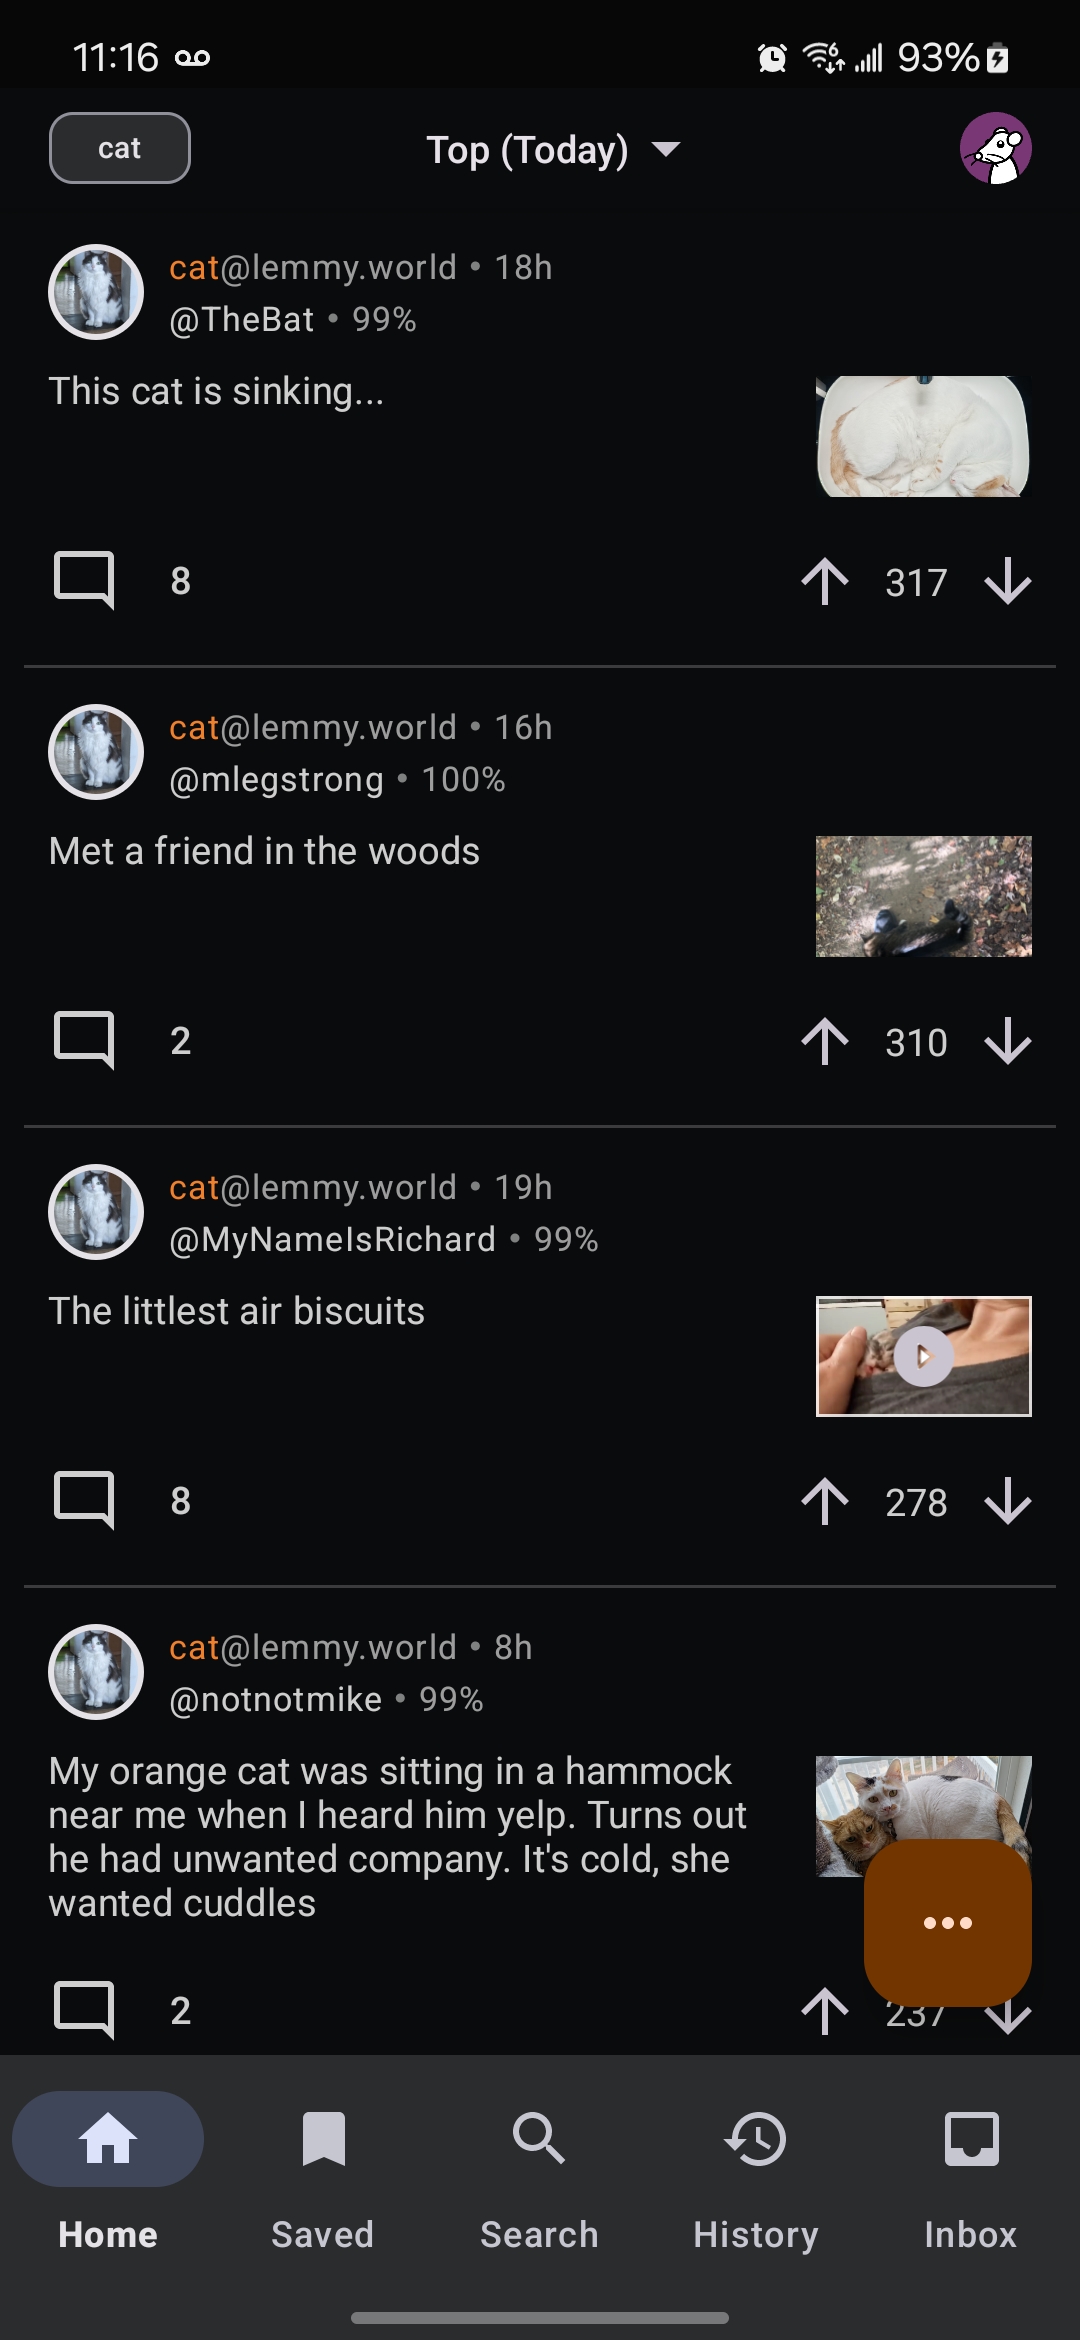 11:16
93%
cat
Top (Today)
cat@lemmy.world • 18h
@TheBat • 99%
This cat is sinking...
8
317
cat@lemmy.world • 16h
@mlegstrong • 100%
Met a friend in the woods
2
310
cat@lemmy.world • 19h
@MyNameIsRichard • 99%
The littlest air biscuits
8
278
cat@lemmy.world • 8h
@notnotmike • 99%
My orange cat was sitting in a hammock
near me when I heard him yelp. Turns out
he had unwanted company. It's cold, she
wanted cuddles
2
237
Home
Saved
Search
History
Inbox